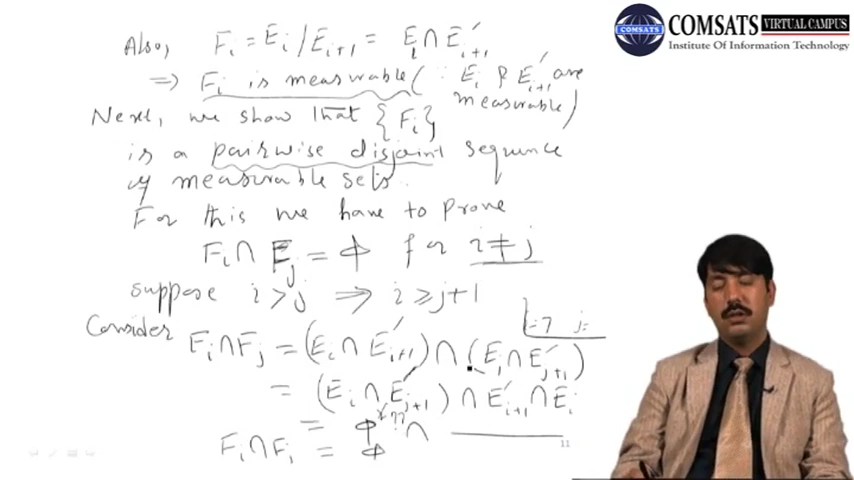 COMSATS VIRTUAL CAMPUS
Institute Of Information Technology
Also, Fi = Ei / Ei+1 = Ei ∩ E'i+1
⇒ Fi is measurable (∵ Ei & E'i+1 are measurable)
Next, we show that {Fi}
is a pairwise disjoint sequence
of measurable sets.
For this we have to prove
Fi ∩ Fj = ϕ for i ≠ j
suppose i > j ⇒ i ≥ j+1
i=7 j=
Consider Fi ∩ Fj = (Ei ∩ E'i+1) ∩ (Ej ∩ E'j+1)
= (Ei ∩ E'j+1) ∩ E'i+1 ∩ Ej
= ϕ ∩
Fi ∩ Fj = ϕ
11